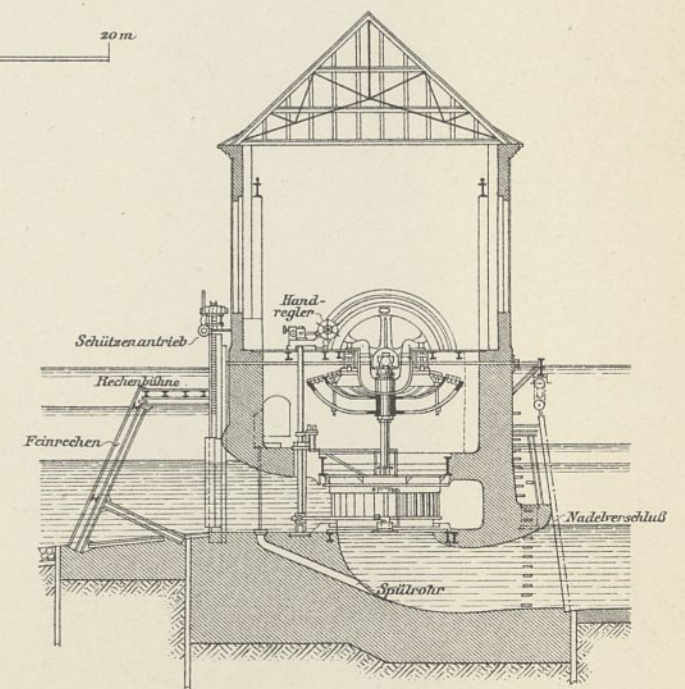 20 m
Hand-
regler
Schützenantrieb
Rechenbühne
Feinrechen
Nadelverschluß
Spülrohr